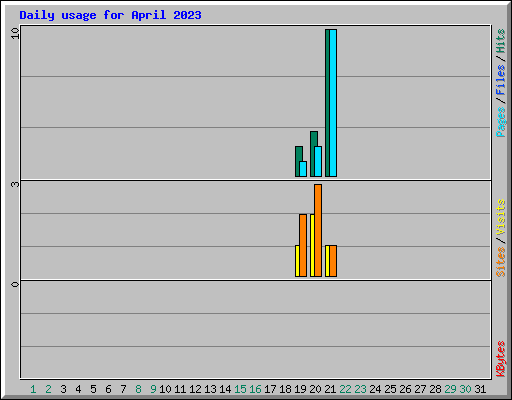 Daily usage for April 2023
10
3
0
Pages/Files/Hits
Sites/Visits
KBytes
1 2 3 4 5 6 7 8 9 10 11 12 13 14 15 16 17 18 19 20 21 22 23 24 25 26 27 28 29 30 31